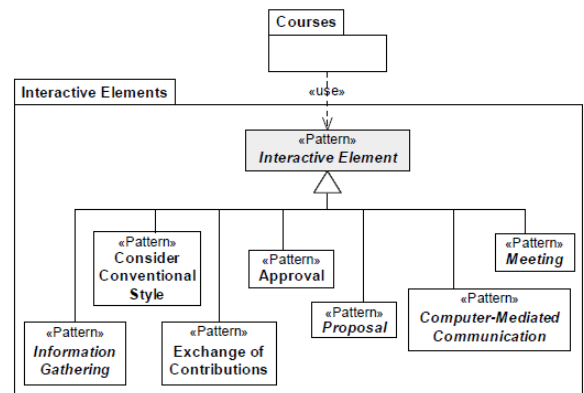 Courses
«use»
Interactive Elements
«Pattern»
Interactive Element
«Pattern»
Consider
Conventional
Style
«Pattern»
Approval
«Pattern»
Meeting
«Pattern»
Information
Gathering
«Pattern»
Exchange of
Contributions
«Pattern»
Proposal
«Pattern»
Computer-Mediated
Communication